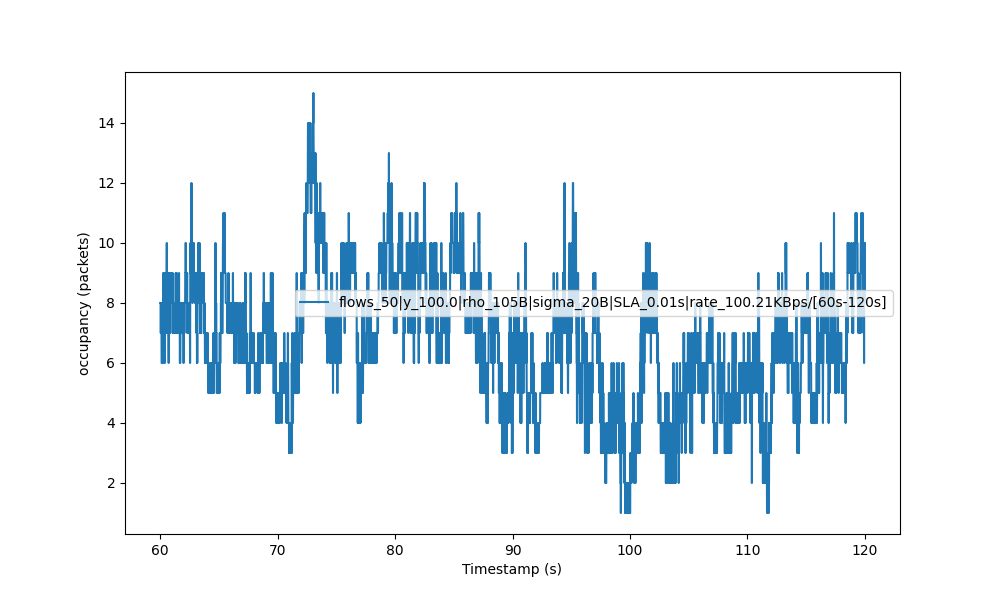 14
12
10
8
6
4
2
occupancy (packets)
flows_50|y_100.0|rho_105B|sigma_20B|SLA_0.01s|rate_100.21KBps/[60s-120s]
60 70 80 90 100 110 120
Timestamp (s)